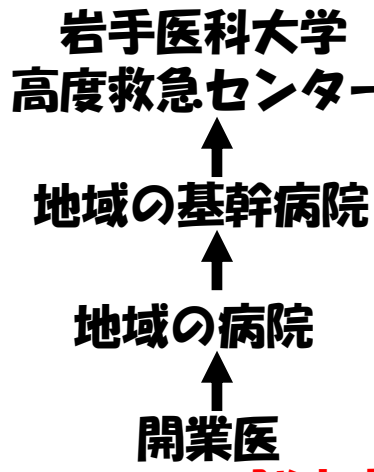 岩手医科大学
高度救急センター
地域の基幹病院
地域の病院
開業医